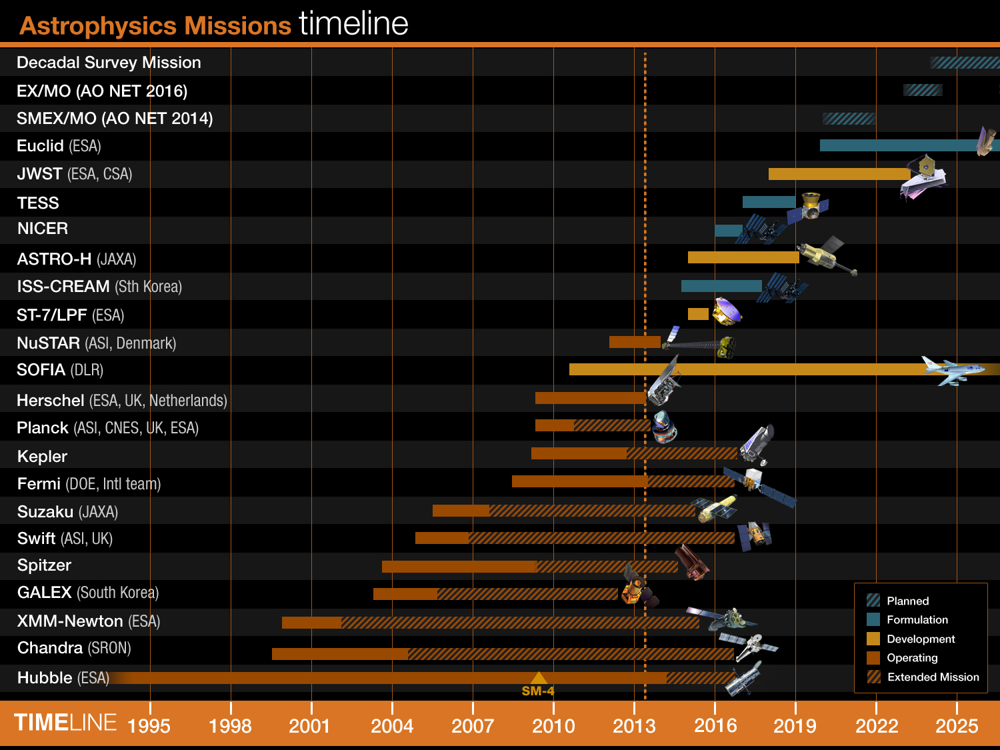 Astrophysics Missions timeline
Decadal Survey Mission
EX/MO (AO NET 2016)
SMEX/MO (AO NET 2014)
Euclid (ESA)
JWST (ESA, CSA)
TESS
NICER
ASTRO-H (JAXA)
ISS-CREAM (Sth Korea)
ST-7/LPF (ESA)
NuSTAR (ASI, Denmark)
SOFIA (DLR)
Herschel (ESA, UK, Netherlands)
Planck (ASI, CNES, UK, ESA)
Kepler
Fermi (DOE, Intl team)
Suzaku (JAXA)
Swift (ASI, UK)
Spitzer
GALEX (South Korea)
XMM-Newton (ESA)
Chandra (SRON)
Hubble (ESA)
SM-4
Planned
Formulation
Development
Operating
Extended Mission
TIMELINE 1995 1998 2001 2004 2007 2010 2013 2016 2019 2022 2025